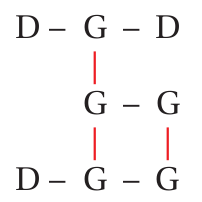 D – G – D
G – G
D – G – G